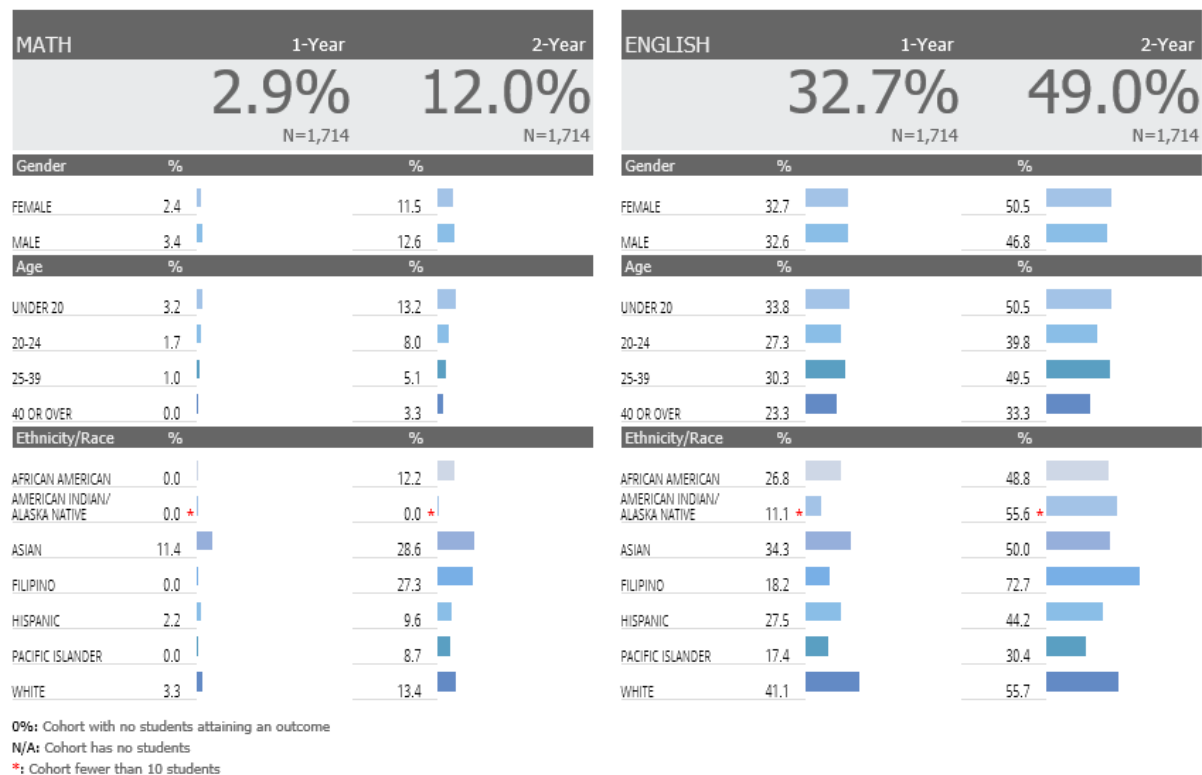 MATH 1-Year 2-Year
2.9% 12.0%
N=1,714 N=1,714
Gender % %
FEMALE 2.4 11.5
MALE 3.4 12.6
Age % %
UNDER 20 3.2 13.2
20-24 1.7 8.0
25-39 1.0 5.1
40 OR OVER 0.0 3.3
Ethnicity/Race % %
AFRICAN AMERICAN 0.0 12.2
AMERICAN INDIAN/
ALASKA NATIVE 0.0 * 0.0 *
ASIAN 11.4 28.6
FILIPINO 0.0 27.3
HISPANIC 2.2 9.6
PACIFIC ISLANDER 0.0 8.7
WHITE 3.3 13.4
ENGLISH 1-Year 2-Year
32.7% 49.0%
N=1,714 N=1,714
Gender % %
FEMALE 32.7 50.5
MALE 32.6 46.8
Age % %
UNDER 20 33.8 50.5
20-24 27.3 39.8
25-39 30.3 49.5
40 OR OVER 23.3 33.3
Ethnicity/Race % %
AFRICAN AMERICAN 26.8 48.8
AMERICAN INDIAN/
ALASKA NATIVE 11.1 * 55.6 *
ASIAN 34.3 50.0
FILIPINO 18.2 72.7
HISPANIC 27.5 44.2
PACIFIC ISLANDER 17.4 30.4
WHITE 41.1 55.7
0%: Cohort with no students attaining an outcome
N/A: Cohort has no students
*: Cohort fewer than 10 students